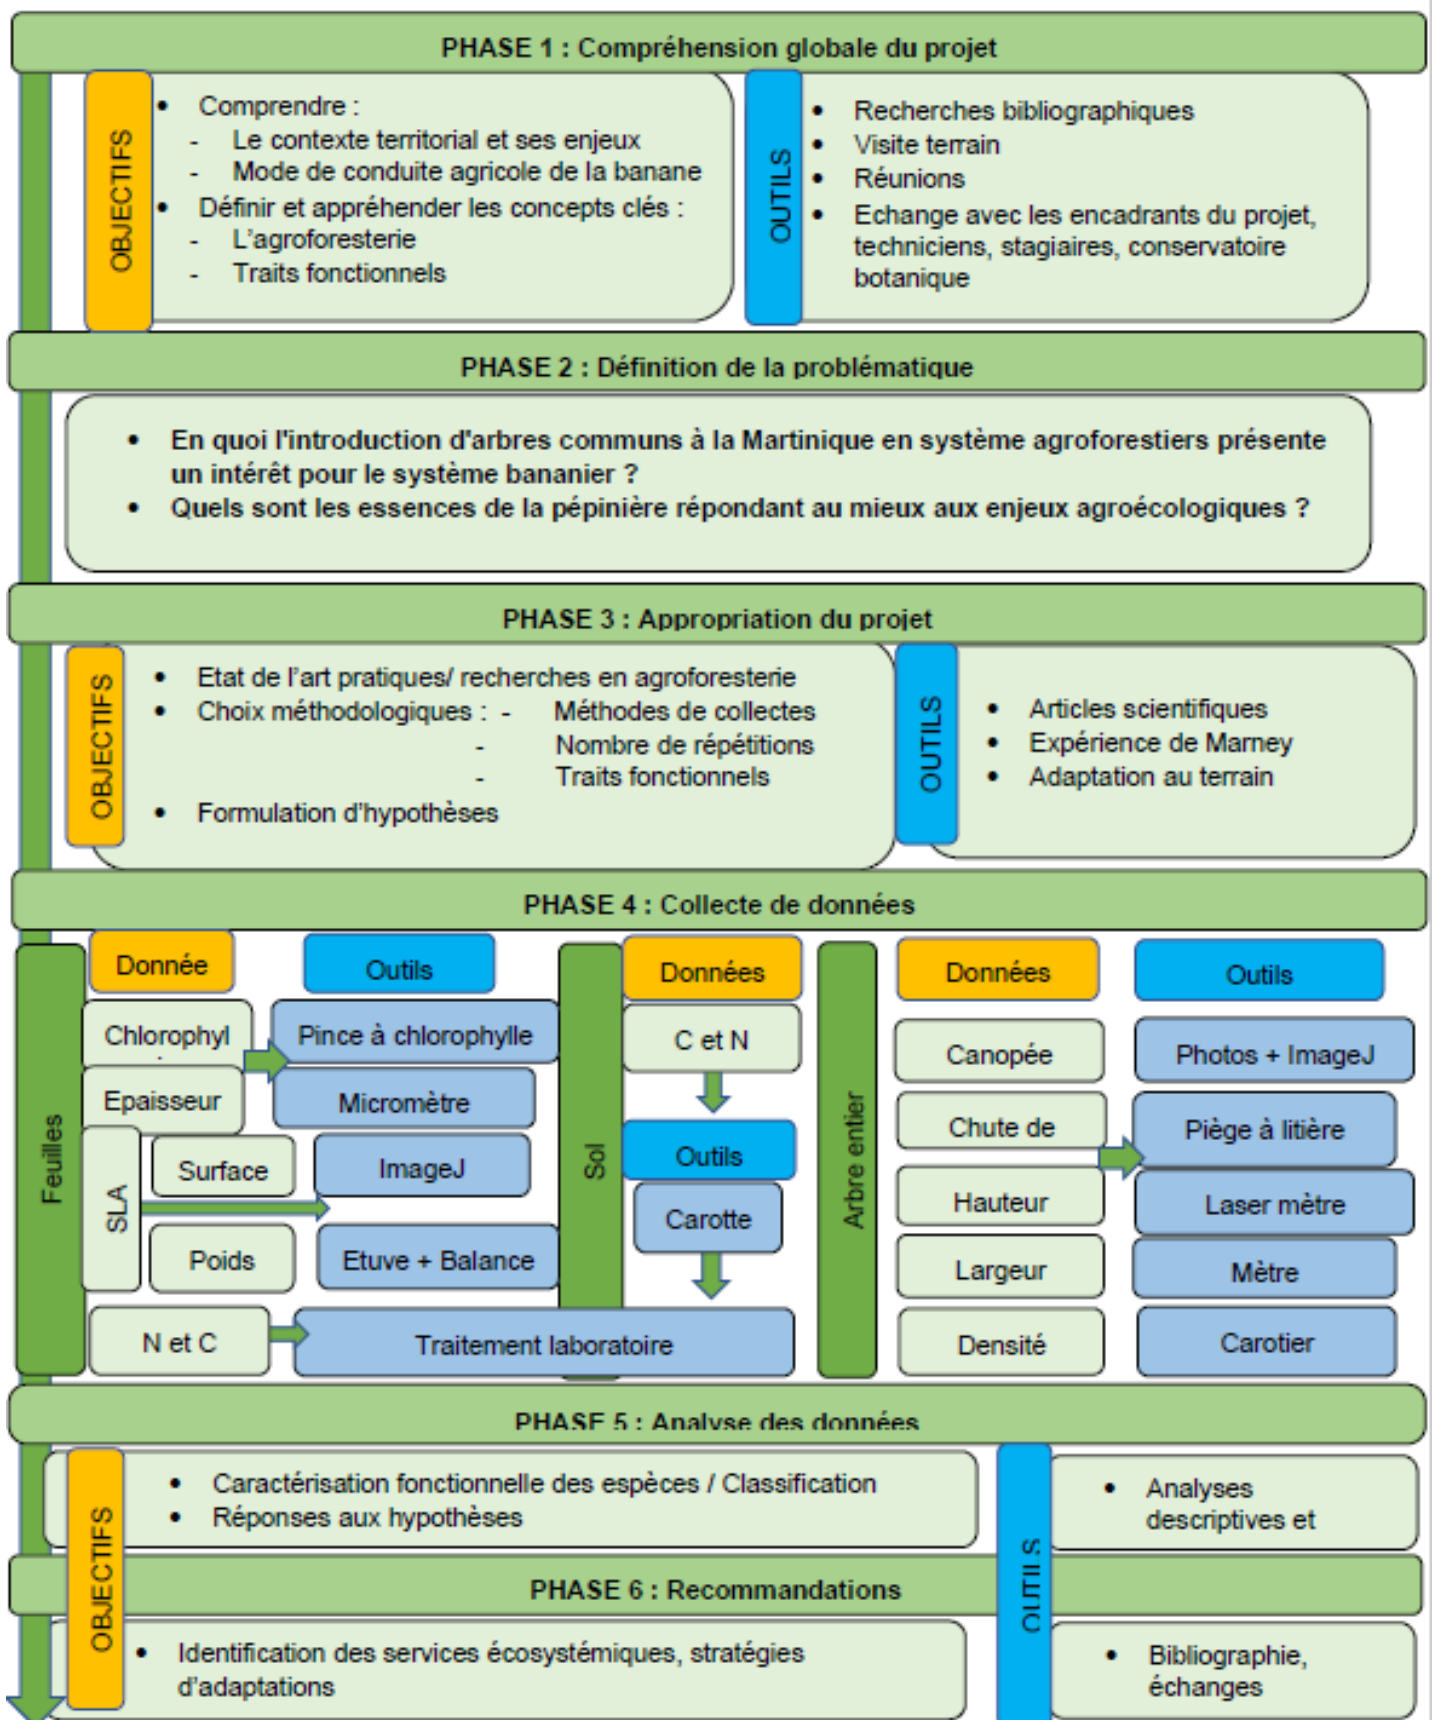 PHASE 1 : Compréhension globale du projet
OBJECTIFS
• Comprendre :
- Le contexte territorial et ses enjeux
- Mode de conduite agricole de la banane
• Définir et appréhender les concepts clés :
- L'agroforesterie
- Traits fonctionnels
OUTILS
• Recherches bibliographiques
• Visite terrain
• Réunions
• Echange avec les encadrants du projet,
techniciens, stagiaires, conservatoire
botanique
PHASE 2 : Définition de la problématique
• En quoi l'introduction d'arbres communs à la Martinique en système agroforestiers présente
un intérêt pour le système bananier ?
• Quels sont les essences de la pépinière répondant au mieux aux enjeux agroécologiques ?
PHASE 3 : Appropriation du projet
OBJECTIFS
• Etat de l'art pratiques/ recherches en agroforesterie
• Choix méthodologiques : - Méthodes de collectes
- Nombre de répétitions
- Traits fonctionnels
• Formulation d'hypothèses
OUTILS
• Articles scientifiques
• Expérience de Marney
• Adaptation au terrain
PHASE 4 : Collecte de données
Feuilles
Donnée
Outils
Chlorophyl
Pince à chlorophylle
Epaisseur
Micromètre
SLA
Surface
ImageJ
Poids
Etuve + Balance
N et C
Traitement laboratoire
Sol
Données
C et N
Outils
Carotte
Arbre entier
Données
Outils
Canopée
Photos + ImageJ
Chute de
Piège à litière
Hauteur
Laser mètre
Largeur
Mètre
Densité
Carotier
PHASE 5 : Analyse des données
OBJECTIFS
• Caractérisation fonctionnelle des espèces / Classification
• Réponses aux hypothèses
OUTILS
• Analyses
descriptives et
PHASE 6 : Recommandations
• Identification des services écosystémiques, stratégies
d'adaptations
• Bibliographie,
échanges